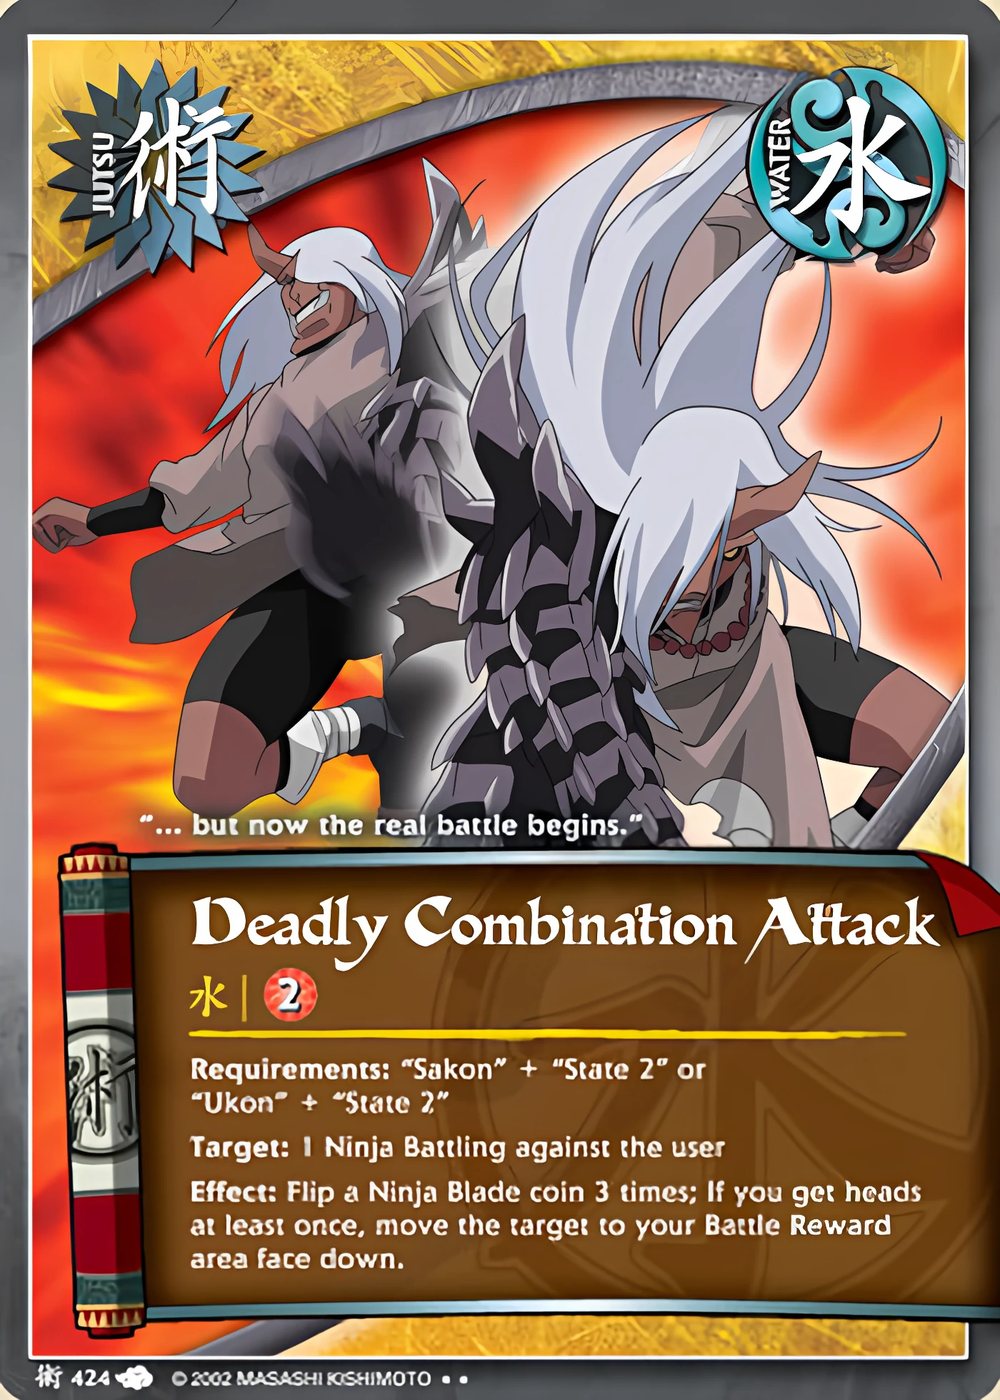 JUTSU 術
WATER 水
"... but now the real battle begins."
Deadly Combination Attack
水 | 2
Requirements: "Sakon" + "State 2" or
"Ukon" + "State 2"
Target: 1 Ninja Battling against the user
Effect: Flip a Ninja Blade coin 3 times; If you get heads
at least once, move the target to your Battle Reward
area face down.
術
術 424 © 2002 MASASHI KISHIMOTO